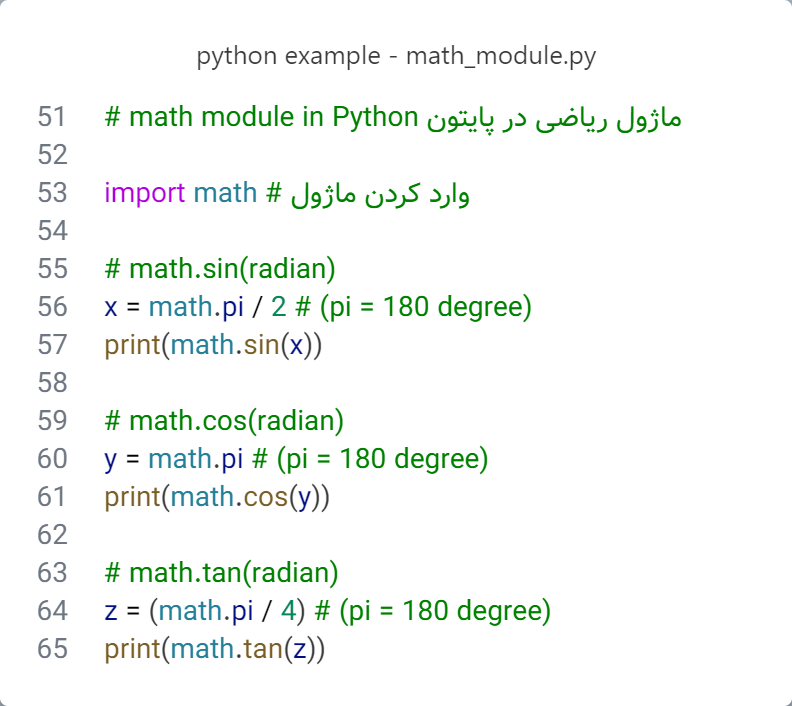 python example - math_module.py
51 # math module in Python ماژول ریاضی در پایتون
52
53 import math # وارد کردن ماژول
54
55 # math.sin(radian)
56 x = math.pi / 2 # (pi = 180 degree)
57 print(math.sin(x))
58
59 # math.cos(radian)
60 y = math.pi # (pi = 180 degree)
61 print(math.cos(y))
62
63 # math.tan(radian)
64 z = (math.pi / 4) # (pi = 180 degree)
65 print(math.tan(z))